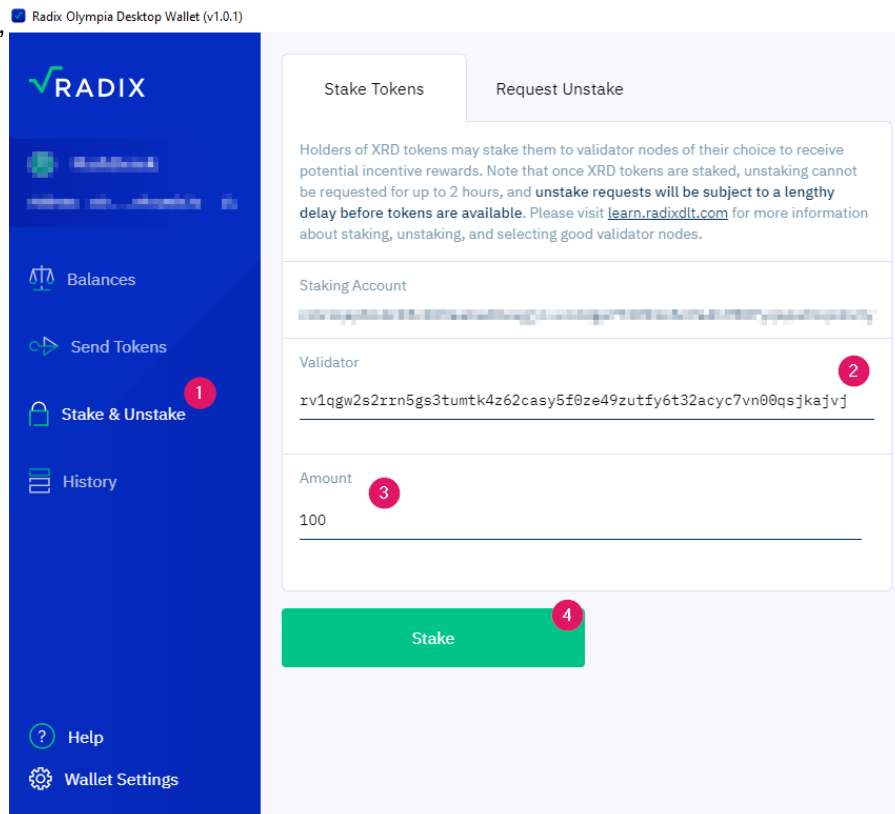 Radix Olympia Desktop Wallet (v1.0.1)
RADIX
Balances
Send Tokens
1
Stake & Unstake
History
Help
Wallet Settings
Stake Tokens
Request Unstake
Holders of XRD tokens may stake them to validator nodes of their choice to receive
potential incentive rewards. Note that once XRD tokens are staked, unstaking cannot
be requested for up to 2 hours, and unstake requests will be subject to a lengthy
delay before tokens are available. Please visit learn.radixdlt.com for more information
about staking, unstaking, and selecting good validator nodes.
Staking Account
Validator
2
rv1qgw2s2rrn5gs3tumtk4z62casy5f0ze49zutfy6t32acyc7vn00qsjkajvj
Amount
3
100
4
Stake